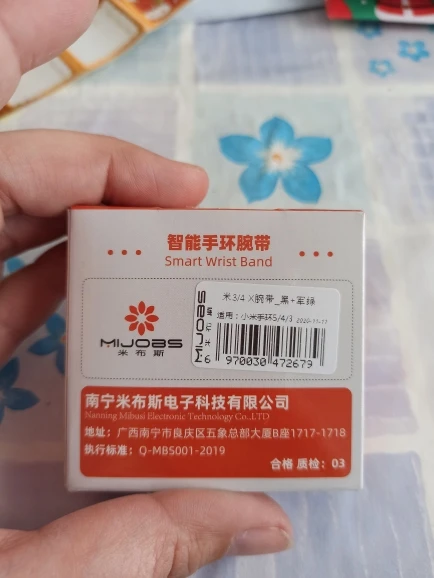 智能手环腕带
Smart Wrist Band
米3/4 X腕带_黑+军绿
适用：小米手环5/4/3 2020-11-17
MIJOBS
MIJOBS
米布斯
6 970030 472679
南宁米布斯电子科技有限公司
Nanning Mibusi Electronic Technology Co.,LTD
地址：广西南宁市良庆区五象总部大厦B座1717-1718
执行标准：Q-MBS001-2019
合格 质检：03